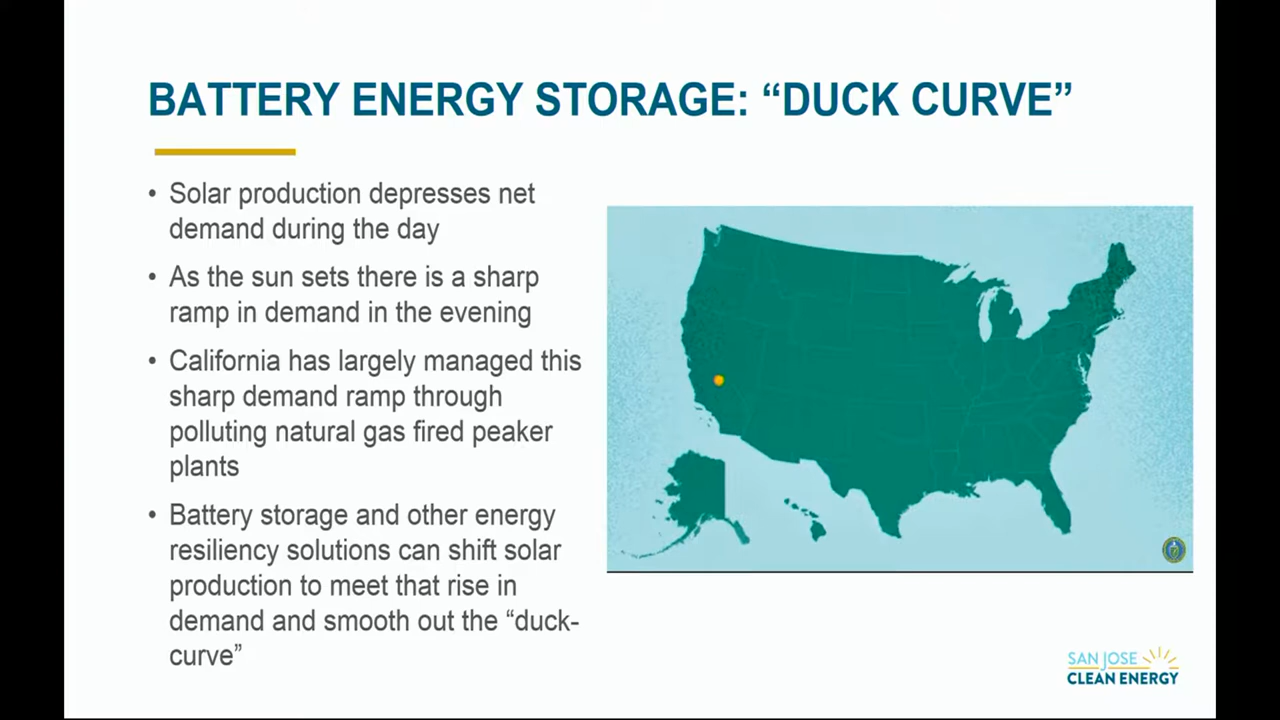 BATTERY ENERGY STORAGE: “DUCK CURVE”
• Solar production depresses net
demand during the day
• As the sun sets there is a sharp
ramp in demand in the evening
• California has largely managed this
sharp demand ramp through
polluting natural gas fired peaker
plants
• Battery storage and other energy
resiliency solutions can shift solar
production to meet that rise in
demand and smooth out the “duck-
curve”
SAN JOSE
CLEAN ENERGY